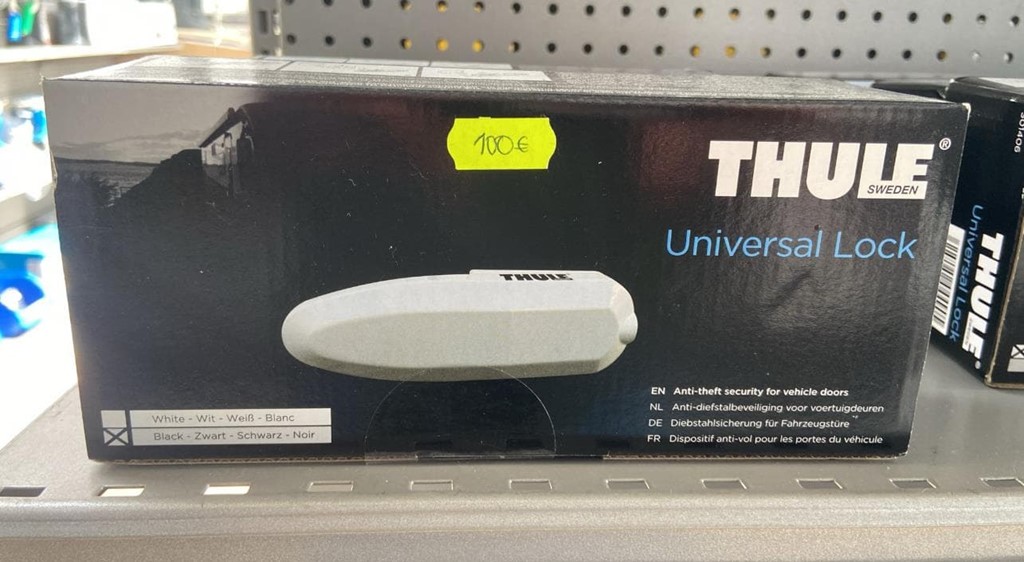 100€
THULE®
SWEDEN
Universal Lock
THULE
White - Wit - Weiß - Blanc
Black - Zwart - Schwarz - Noir
EN Anti-theft security for vehicle doors
NL Anti-diefstalbeveiliging voor voertuigdeuren
DE Diebstahlsicherung für Fahrzeugtüre
FR Dispositif anti-vol pour les portes du véhicule
THULE
Universal Lock
301406